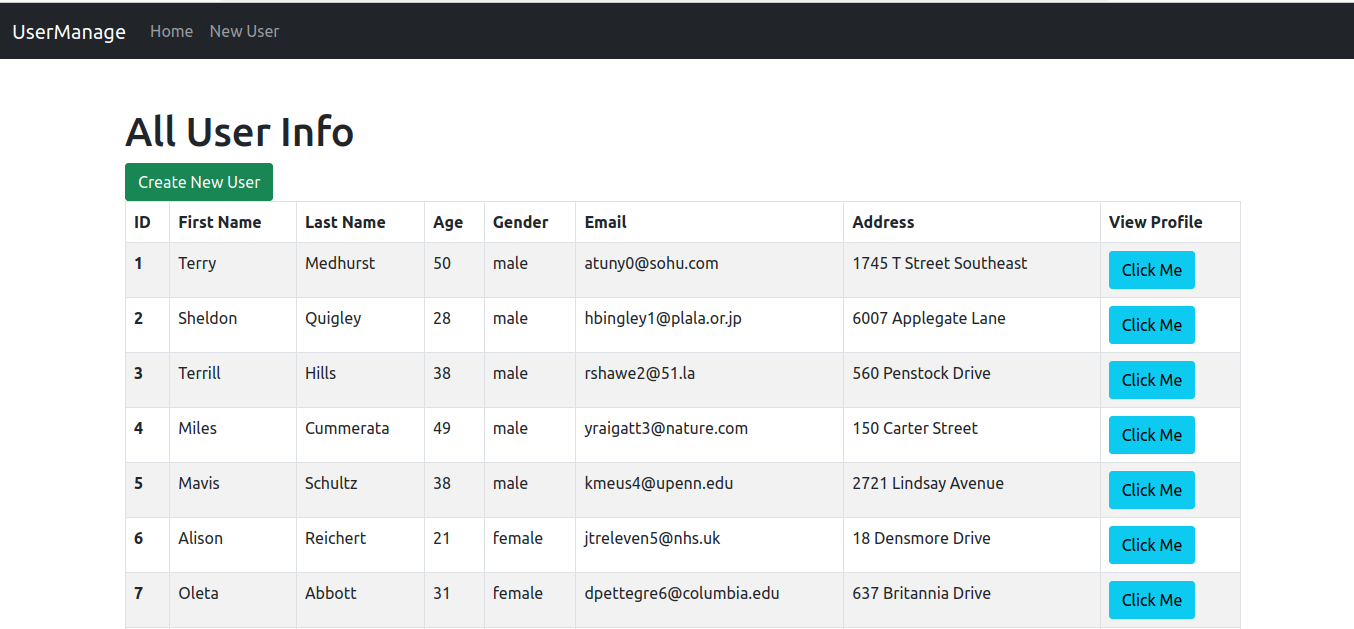 UserManage Home New User
All User Info
Create New User
ID First Name Last Name Age Gender Email Address View Profile
1 Terry Medhurst 50 male atuny0@sohu.com 1745 T Street Southeast Click Me
2 Sheldon Quigley 28 male hbingley1@plala.or.jp 6007 Applegate Lane Click Me
3 Terrill Hills 38 male rshawe2@51.la 560 Penstock Drive Click Me
4 Miles Cummerata 49 male yraigatt3@nature.com 150 Carter Street Click Me
5 Mavis Schultz 38 male kmeus4@upenn.edu 2721 Lindsay Avenue Click Me
6 Alison Reichert 21 female jtreleven5@nhs.uk 18 Densmore Drive Click Me
7 Oleta Abbott 31 female dpettegre6@columbia.edu 637 Britannia Drive Click Me